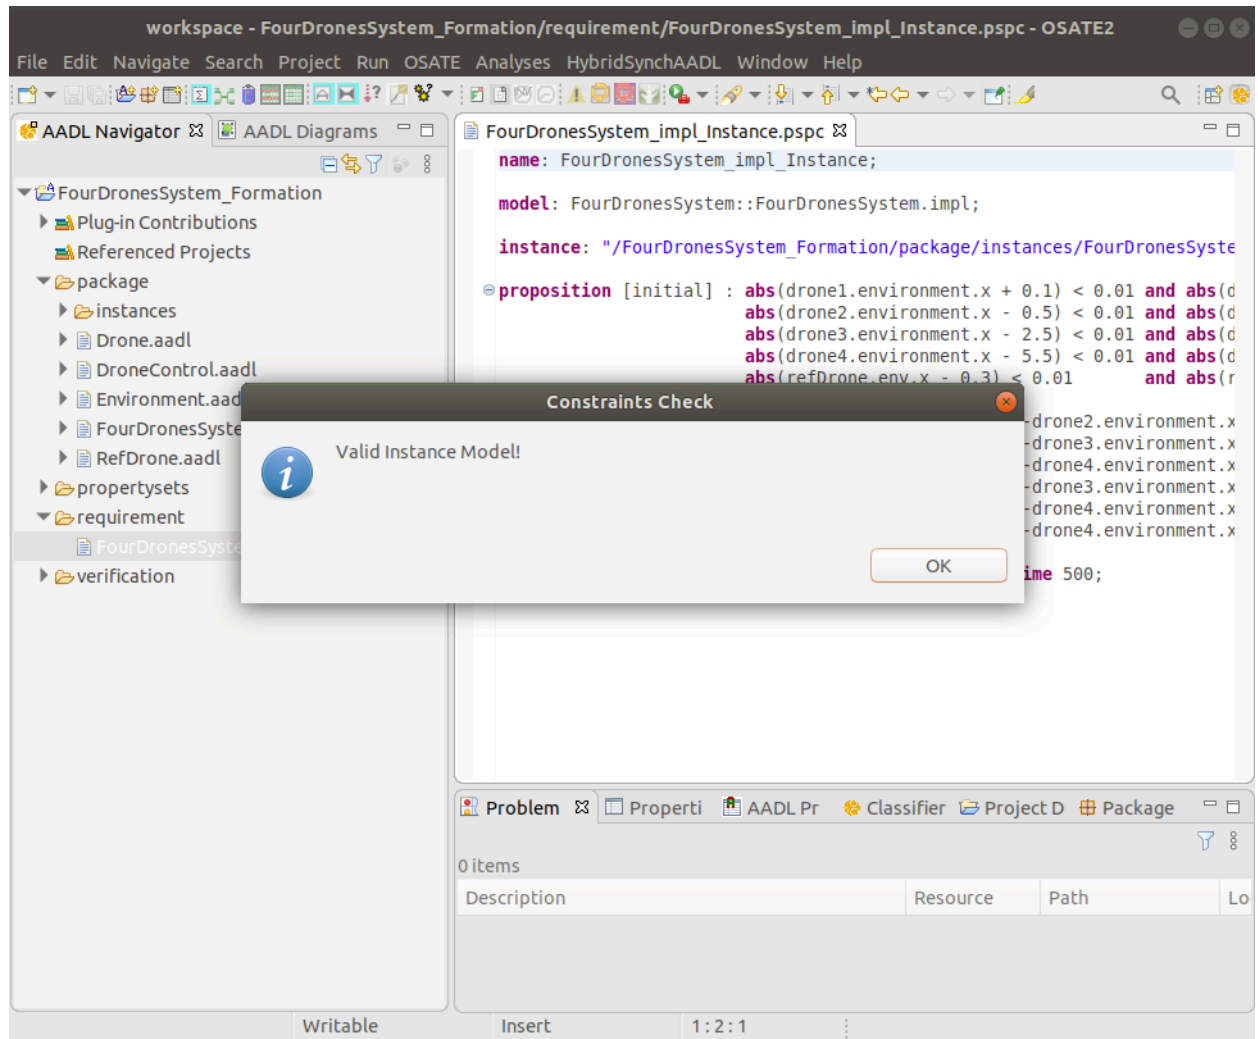 workspace - FourDronesSystem_Formation/requirement/FourDronesSystem_impl_Instance.pspc - OSATE2
File Edit Navigate Search Project Run OSATE Analyses HybridSynchAADL Window Help
AADL Navigator
AADL Diagrams
FourDronesSystem_Formation
Plug-in Contributions
Referenced Projects
package
instances
Drone.aadl
DroneControl.aadl
Environment.aad
FourDronesSyste
RefDrone.aadl
propertysets
requirement
FourDronesSyste
verification
FourDronesSystem_impl_Instance.pspc
name: FourDronesSystem_impl_Instance;
model: FourDronesSystem::FourDronesSystem.impl;
instance: "/FourDronesSystem_Formation/package/instances/FourDronesSyste
proposition [initial] : abs(drone1.environment.x + 0.1) < 0.01 and abs(d
abs(drone2.environment.x - 0.5) < 0.01 and abs(d
abs(drone3.environment.x - 2.5) < 0.01 and abs(d
abs(drone4.environment.x - 5.5) < 0.01 and abs(d
abs(refDrone.env.x - 0.3) < 0.01 and abs(r
-drone2.environment.x
-drone3.environment.x
-drone4.environment.x
-drone3.environment.x
-drone4.environment.x
-drone4.environment.x
ime 500;
Constraints Check
Valid Instance Model!
OK
Problem Properti AADL Pr Classifier Project D Package
0 items
Description Resource Path Lo
Writable Insert 1:2:1